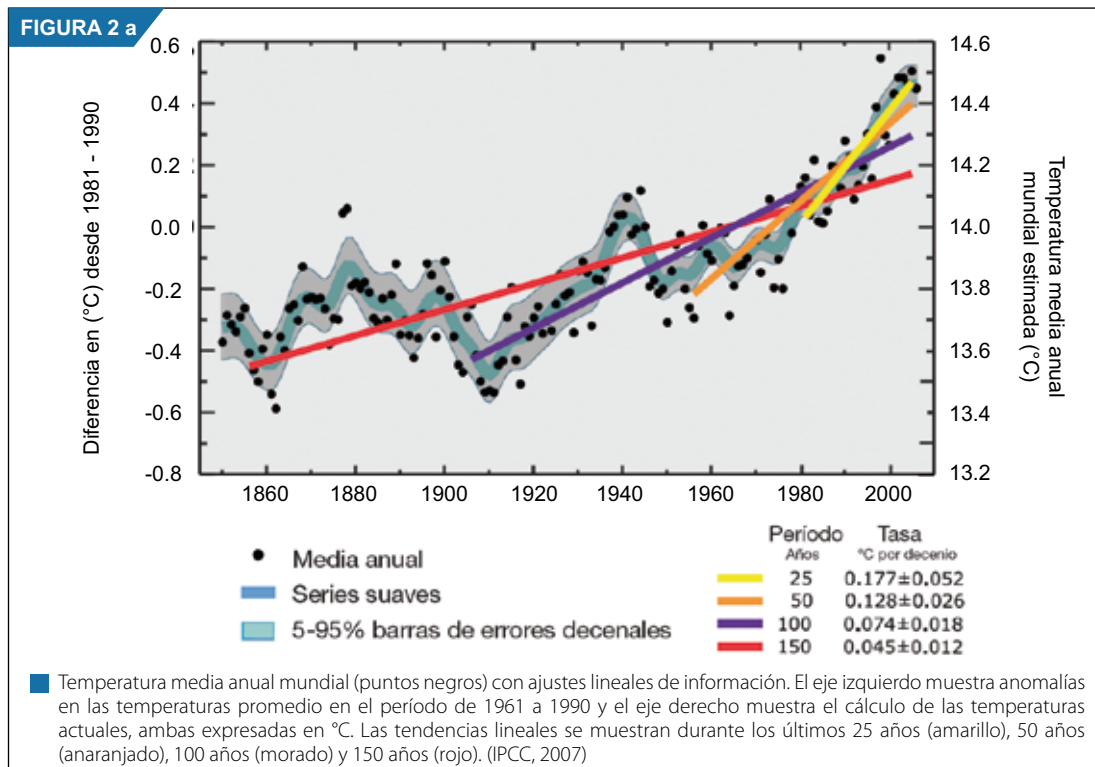 FIGURA 2 a
0.6
0.4
0.2
0.0
-0.2
-0.4
-0.6
-0.8
Diferencia en (°C) desde 1981 - 1990
14.6
14.4
14.2
14.0
13.8
13.6
13.4
13.2
Temperatura media anual
mundial estimada (°C)
1860 1880 1900 1920 1940 1960 1980 2000
Media anual
Series suaves
5-95% barras de errores decenales
Período Tasa
Años °C por decenio
25 0.177±0.052
50 0.128±0.026
100 0.074±0.018
150 0.045±0.012
Temperatura media anual mundial (puntos negros) con ajustes lineales de información. El eje izquierdo muestra anomalías
en las temperaturas promedio en el período de 1961 a 1990 y el eje derecho muestra el cálculo de las temperaturas
actuales, ambas expresadas en °C. Las tendencias lineales se muestran durante los últimos 25 años (amarillo), 50 años
(anaranjado), 100 años (morado) y 150 años (rojo). (IPCC, 2007)